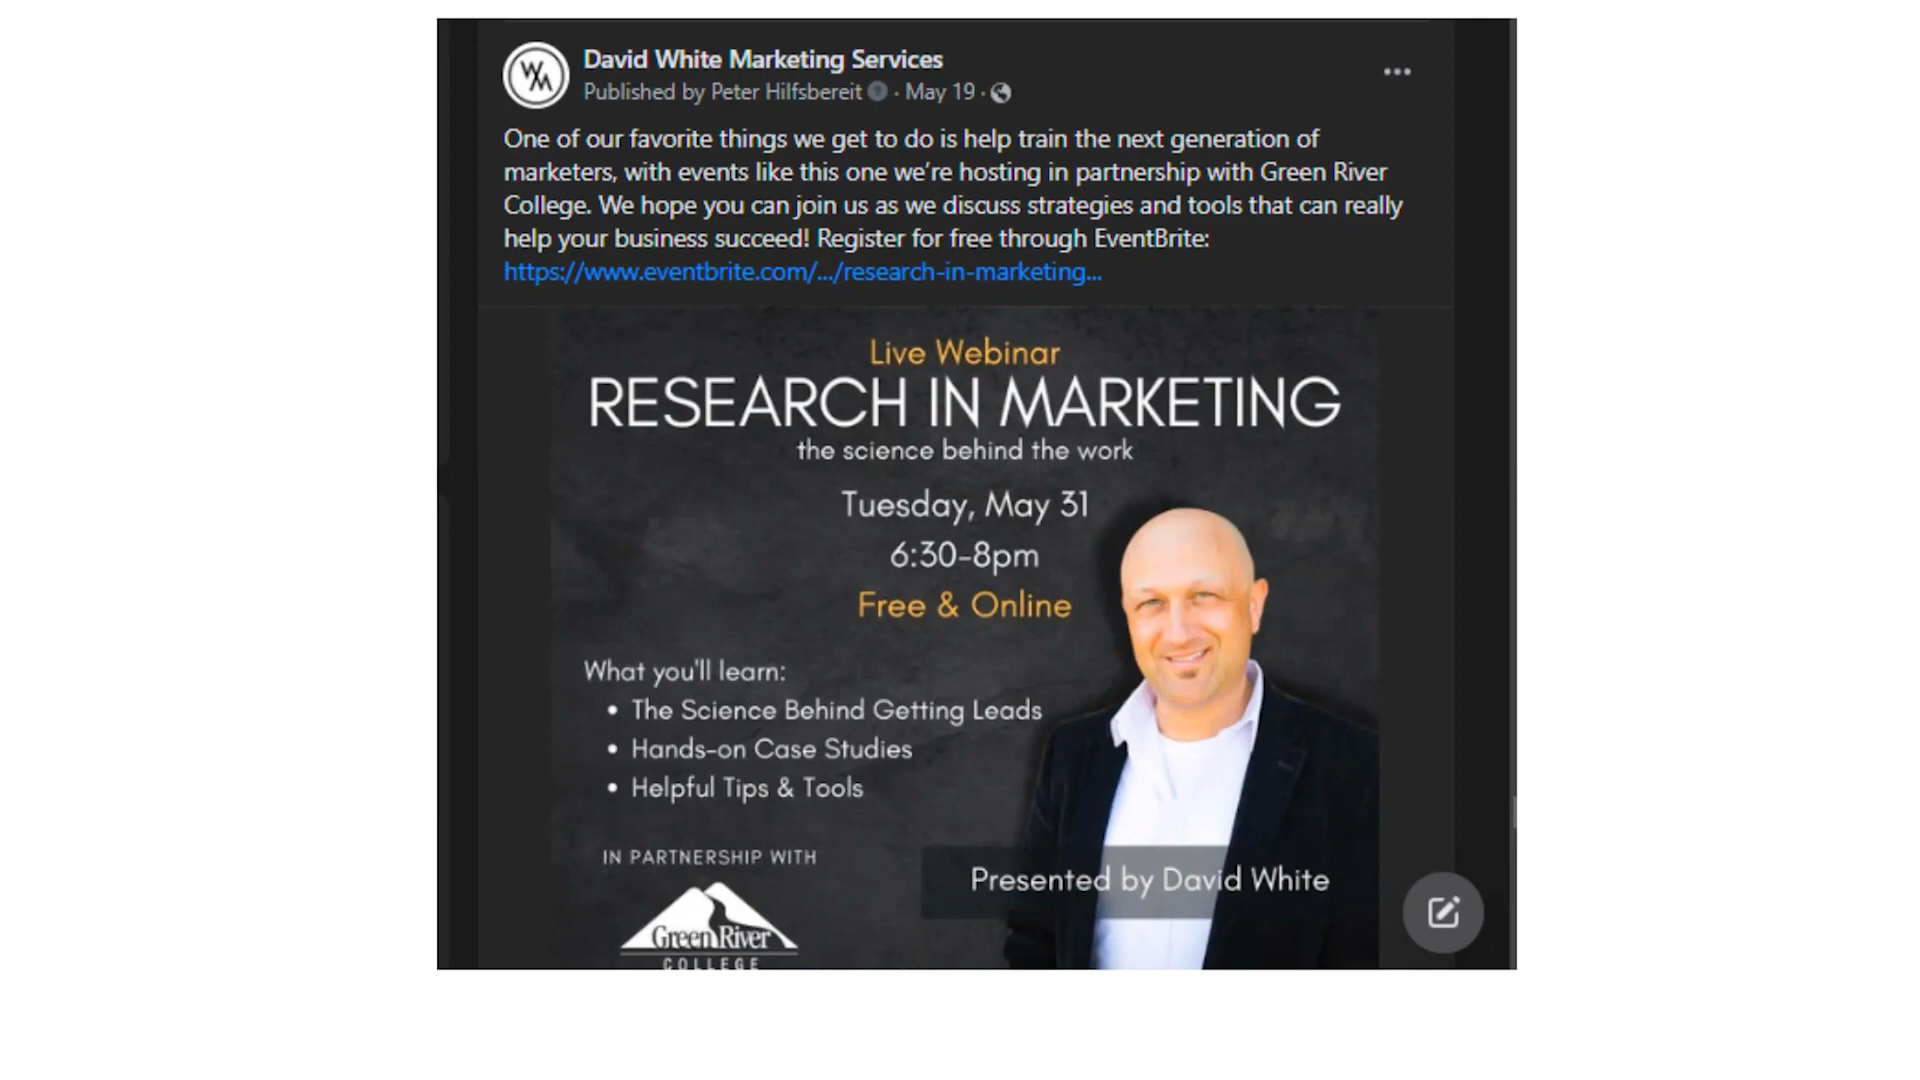 David White Marketing Services
Published by Peter Hilfsbereit · May 19 ·
One of our favorite things we get to do is help train the next generation of
marketers, with events like this one we're hosting in partnership with Green River
College. We hope you can join us as we discuss strategies and tools that can really
help your business succeed! Register for free through EventBrite:
https://www.eventbrite.com/.../research-in-marketing...
Live Webinar
RESEARCH IN MARKETING
the science behind the work
Tuesday, May 31
6:30-8pm
Free & Online
What you'll learn:
• The Science Behind Getting Leads
• Hands-on Case Studies
• Helpful Tips & Tools
IN PARTNERSHIP WITH
Green River
COLLEGE
Presented by David White